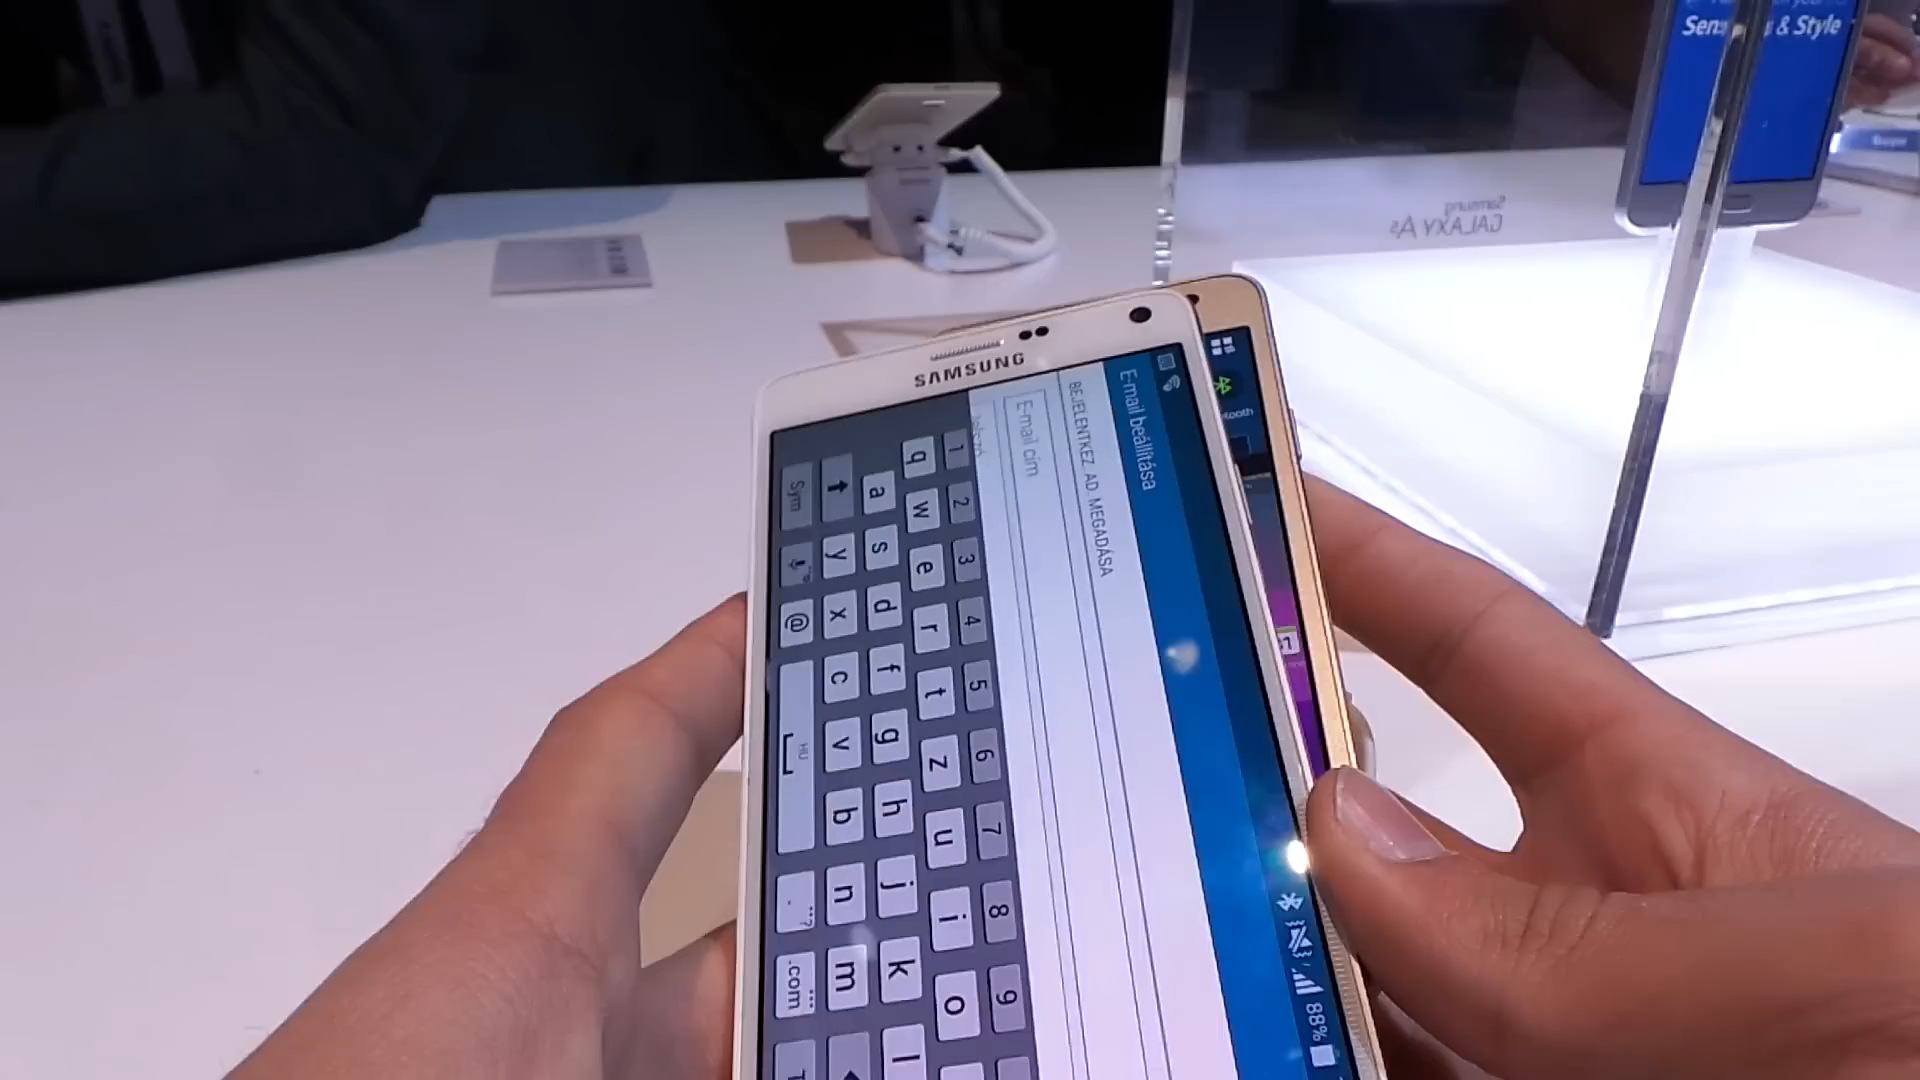 & Style
Samsung
GALAXY A5
SAMSUNG
88%
E-mail beállítása
BEJELENTKEZ. AD. MEGADÁSA
E-mail cím
Jelszó
1 2 3 4 5 6 7 8 9
q w e r t z u i o
a s d f g h j k l
y x c v b n m
Sym @ HU .com